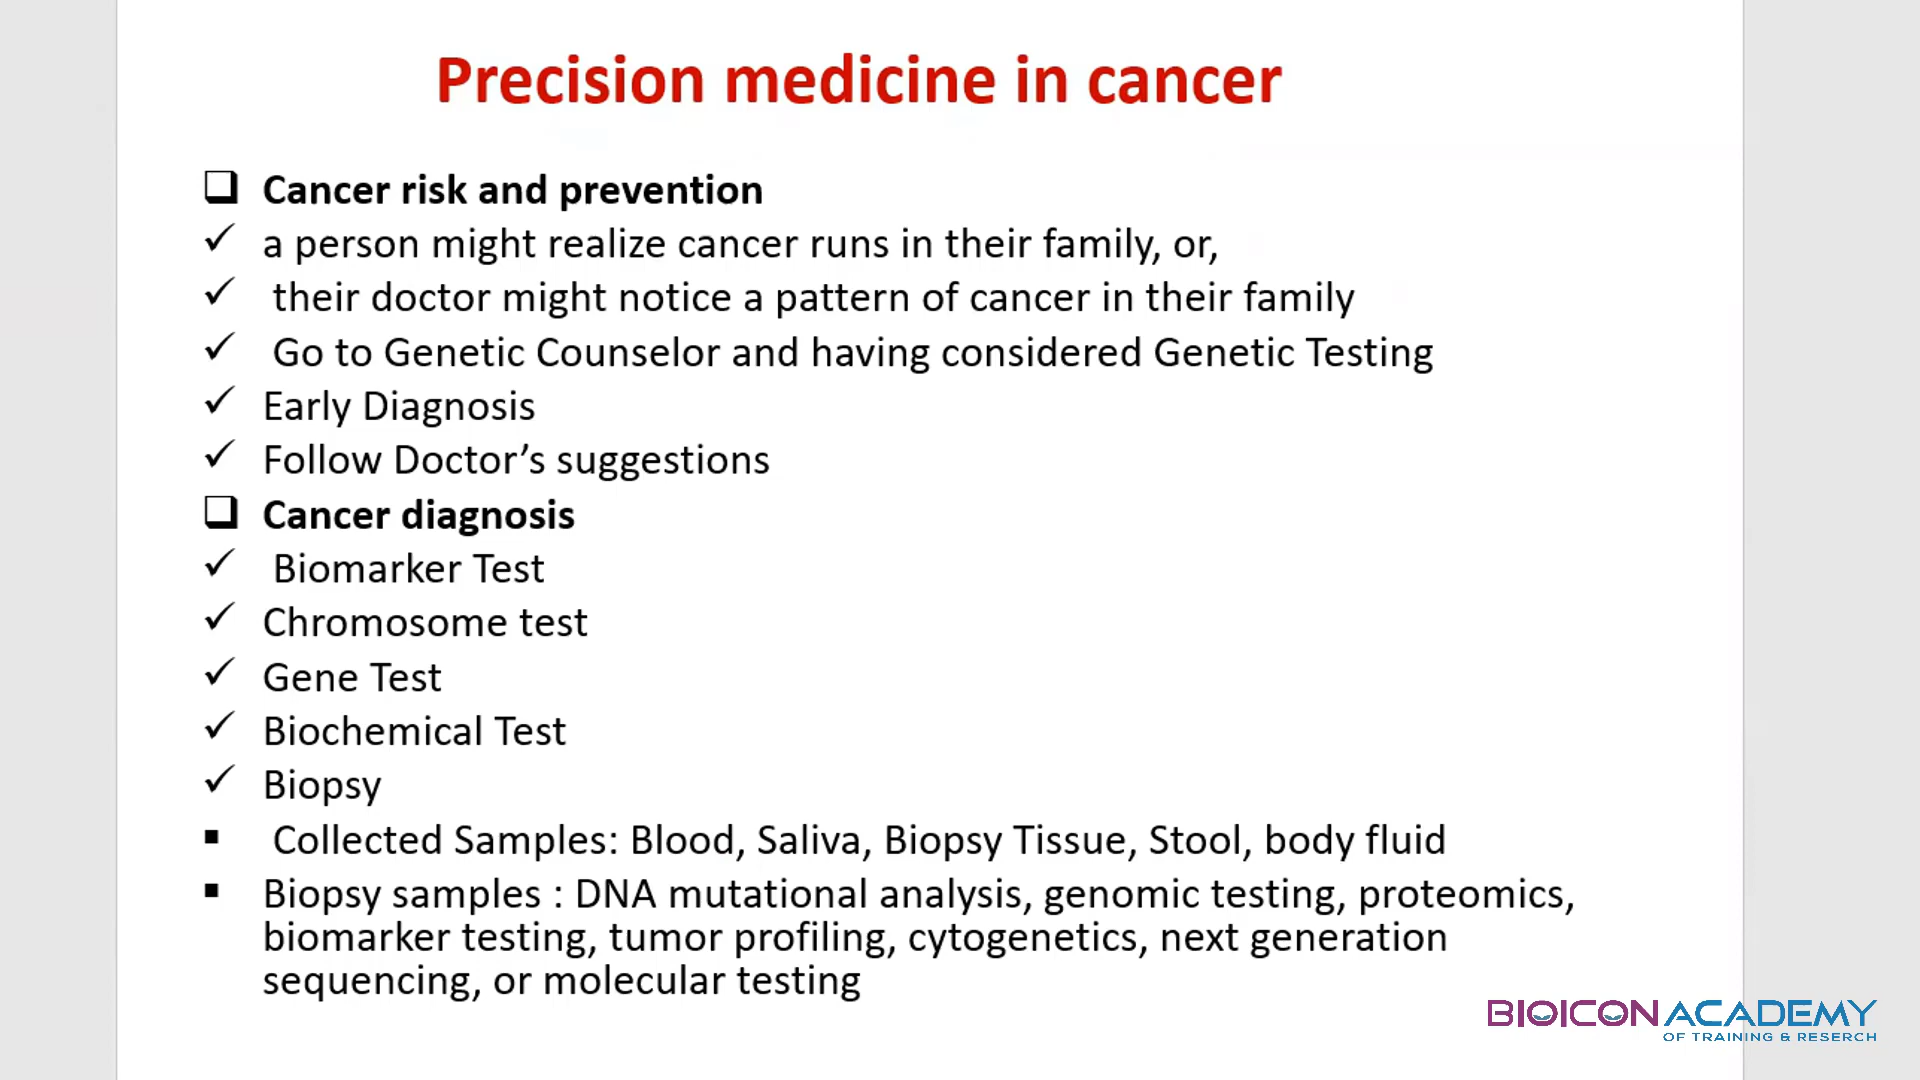 Precision medicine in cancer
❑ Cancer risk and prevention
✓ a person might realize cancer runs in their family, or,
✓ their doctor might notice a pattern of cancer in their family
✓ Go to Genetic Counselor and having considered Genetic Testing
✓ Early Diagnosis
✓ Follow Doctor’s suggestions
❑ Cancer diagnosis
✓ Biomarker Test
✓ Chromosome test
✓ Gene Test
✓ Biochemical Test
✓ Biopsy
▪ Collected Samples: Blood, Saliva, Biopsy Tissue, Stool, body fluid
▪ Biopsy samples : DNA mutational analysis, genomic testing, proteomics,
biomarker testing, tumor profiling, cytogenetics, next generation
sequencing, or molecular testing
BIOICON ACADEMY
OF TRAINING & RESERCH